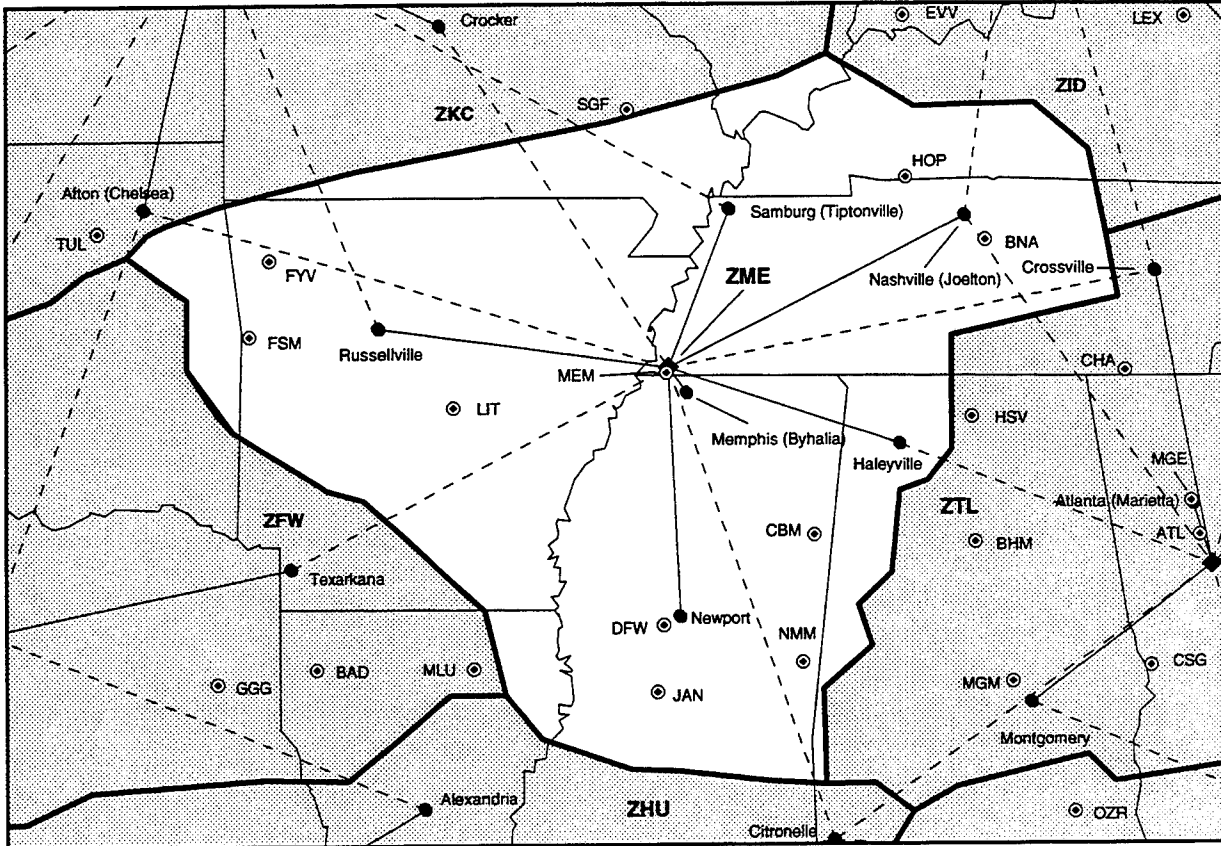 Crocker
EVV
LEX
ZKC
SGF
ZID
HOP
Afton (Chelsea)
Samburg (Tiptonville)
TUL
BNA
FYV
ZME
Nashville (Joelton)
Crossville
FSM
Russellville
CHA
MEM
LIT
HSV
Memphis (Byhalia)
Haleyville
MGE
Atlanta (Marietta)
ZFW
CBM
ZTL
BHM
ATL
Texarkana
DFW
Newport
NMM
GGG
BAD
MLU
JAN
MGM
CSG
Montgomery
Alexandria
ZHU
Citronelle
OZR